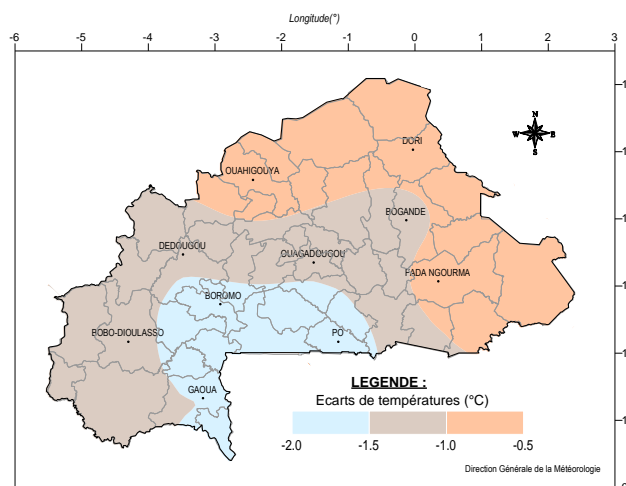 Longitude(°)
-6 -5 -4 -3 -2 -1 0 1 2 3
N
W E
S
DORI
OUAHIGOUYA
BOGANDE
DEDOUGOU
OUAGADOUGOU
FADA NGOURMA
BOROMO
BOBO-DIOULASSO
PO
GAOUA
LEGENDE :
Ecarts de températures (°C)
-2.0 -1.5 -1.0 -0.5
Direction Générale de la Météorologie